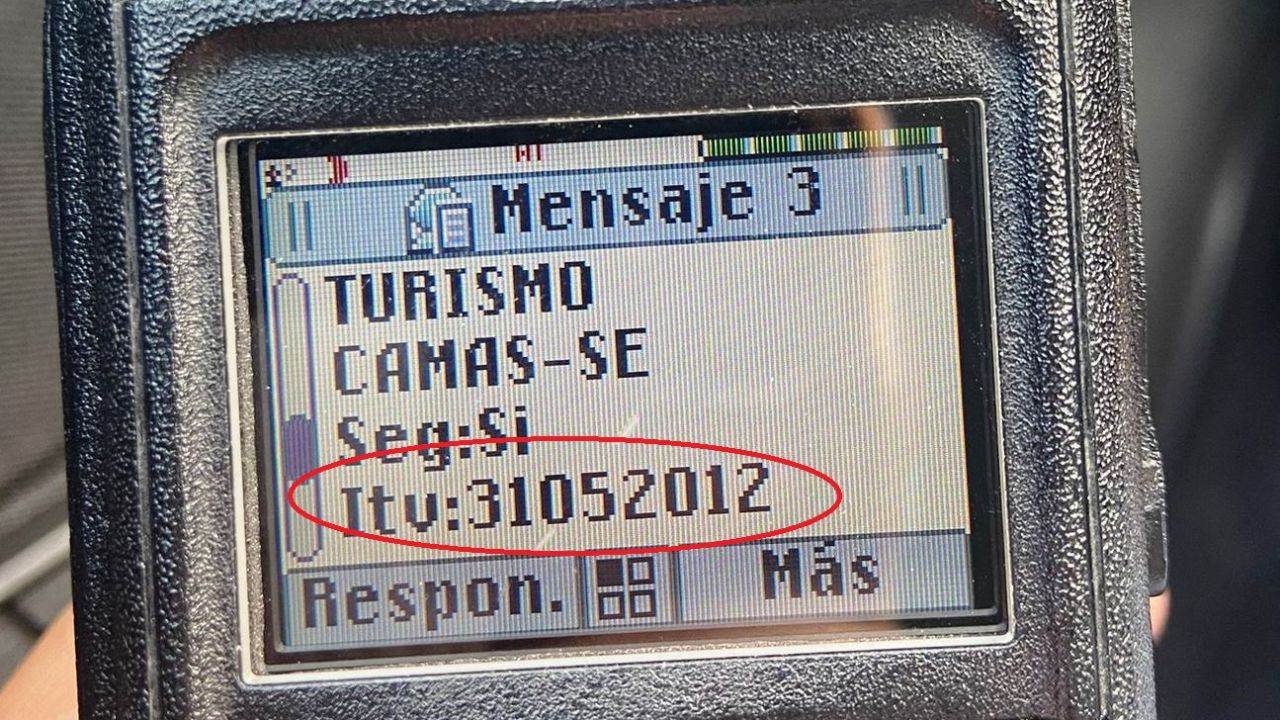 Mensaje 3
TURISMO
CAMAS-SE
Seg:Si
Itv:31052012
Respon. Más